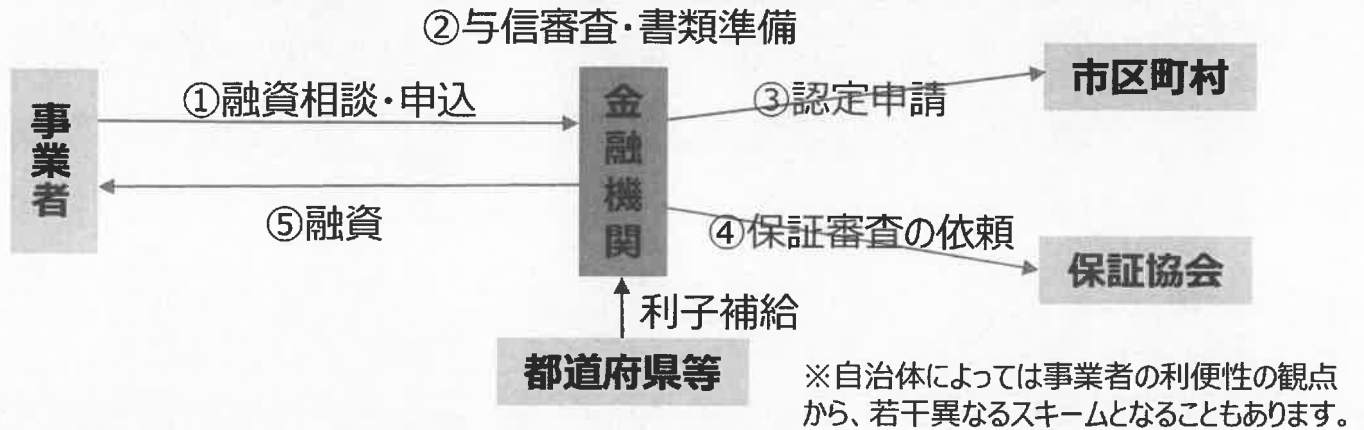 ②与信審査・書類準備
事業者
①融資相談・申込
金融機関
③認定申請
市区町村
⑤融資
④保証審査の依頼
保証協会
利子補給
都道府県等
※自治体によっては事業者の利便性の観点
から、若干異なるスキームとなることもあります。